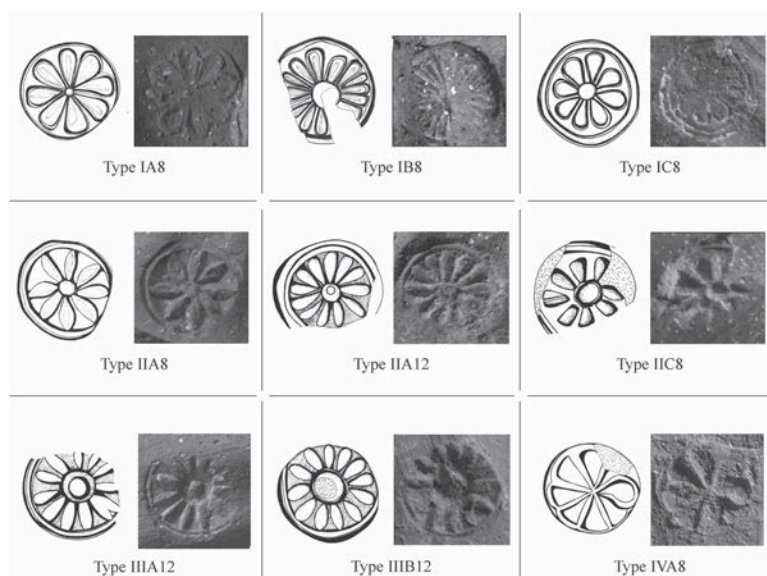 Type IA8
Type IB8
Type IC8
Type IIA8
Type IIA12
Type IIC8
Type IIIA12
Type IIIB12
Type IVA8